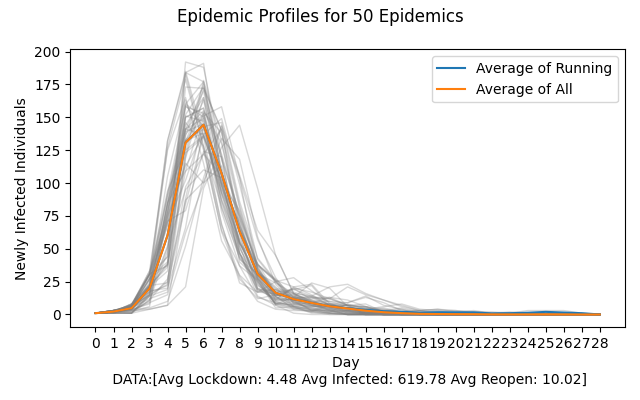 Epidemic Profiles for 50 Epidemics
Average of Running
Average of All
Newly Infected Individuals
200
175
150
125
100
75
50
25
0
0 1 2 3 4 5 6 7 8 9 10 11 12 13 14 15 16 17 18 19 20 21 22 23 24 25 26 27 28
Day
DATA:[Avg Lockdown: 4.48 Avg Infected: 619.78 Avg Reopen: 10.02]